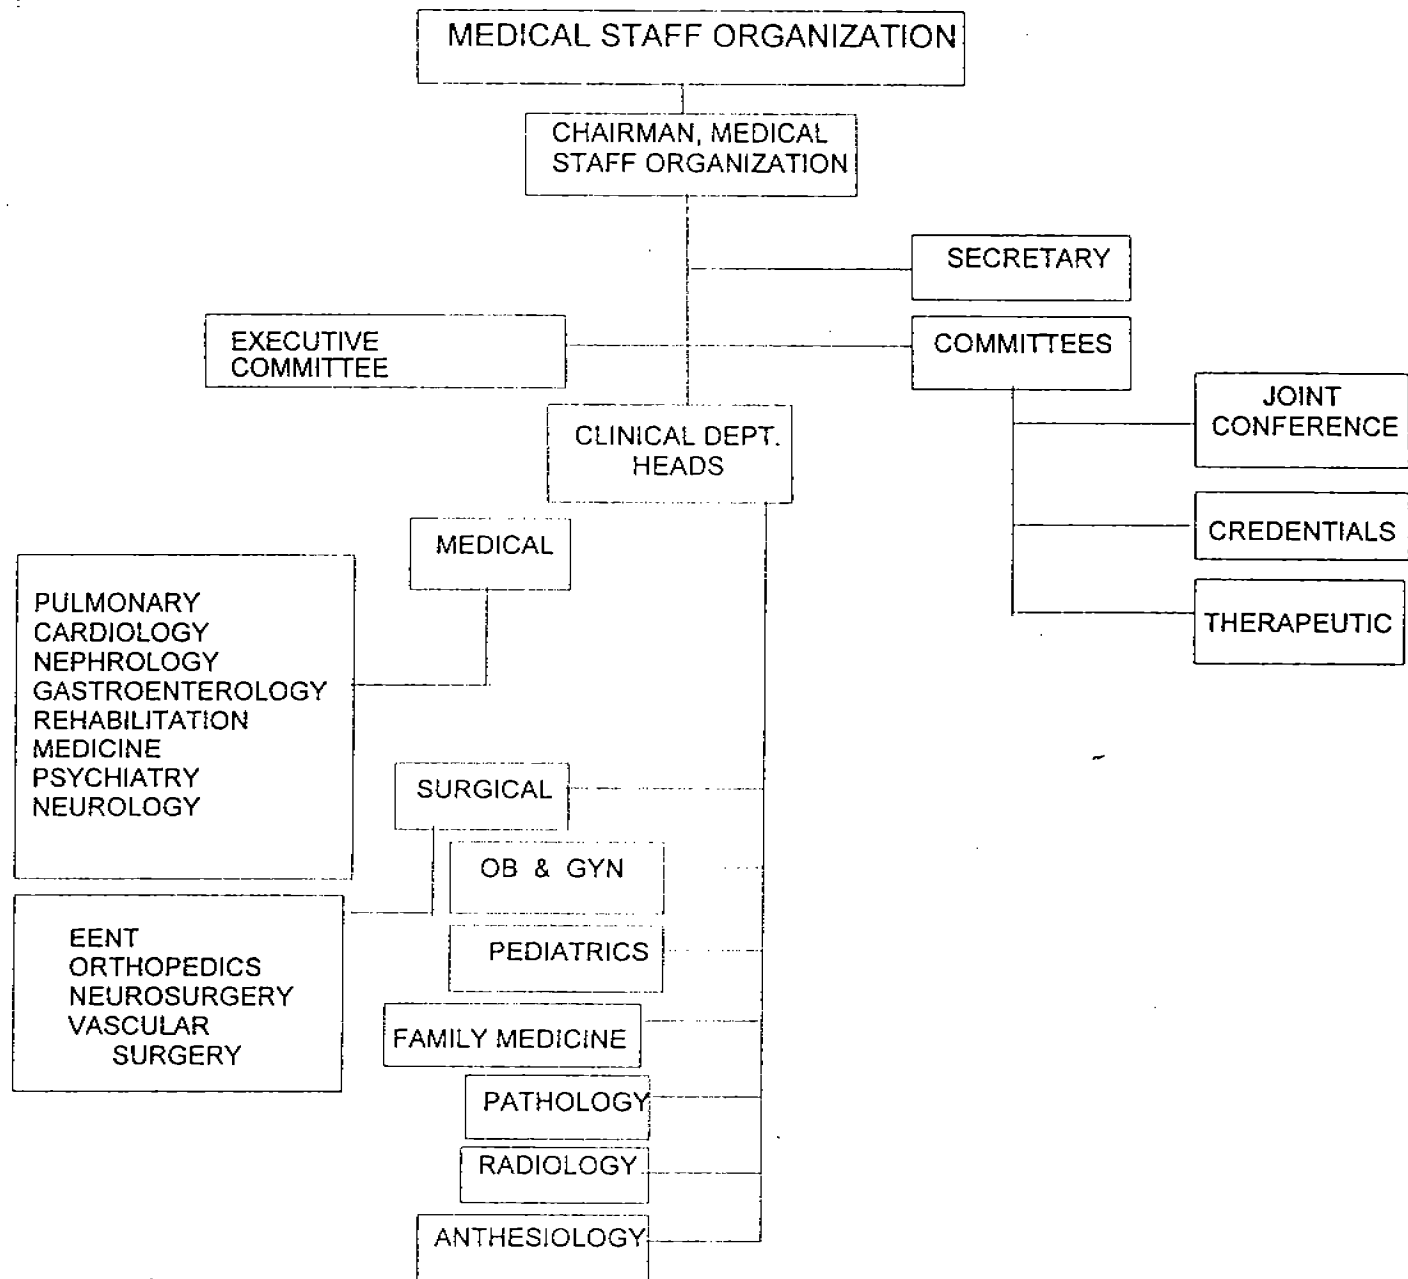 MEDICAL STAFF ORGANIZATION
CHAIRMAN, MEDICAL
STAFF ORGANIZATION
SECRETARY
EXECUTIVE
COMMITTEE
COMMITTEES
JOINT
CONFERENCE
CREDENTIALS
THERAPEUTIC
CLINICAL DEPT.
HEADS
MEDICAL
PULMONARY
CARDIOLOGY
NEPHROLOGY
GASTROENTEROLOGY
REHABILITATION
MEDICINE
PSYCHIATRY
NEUROLOGY
SURGICAL
EENT
ORTHOPEDICS
NEUROSURGERY
VASCULAR
SURGERY
OB & GYN
PEDIATRICS
FAMILY MEDICINE
PATHOLOGY
RADIOLOGY
ANTHESIOLOGY